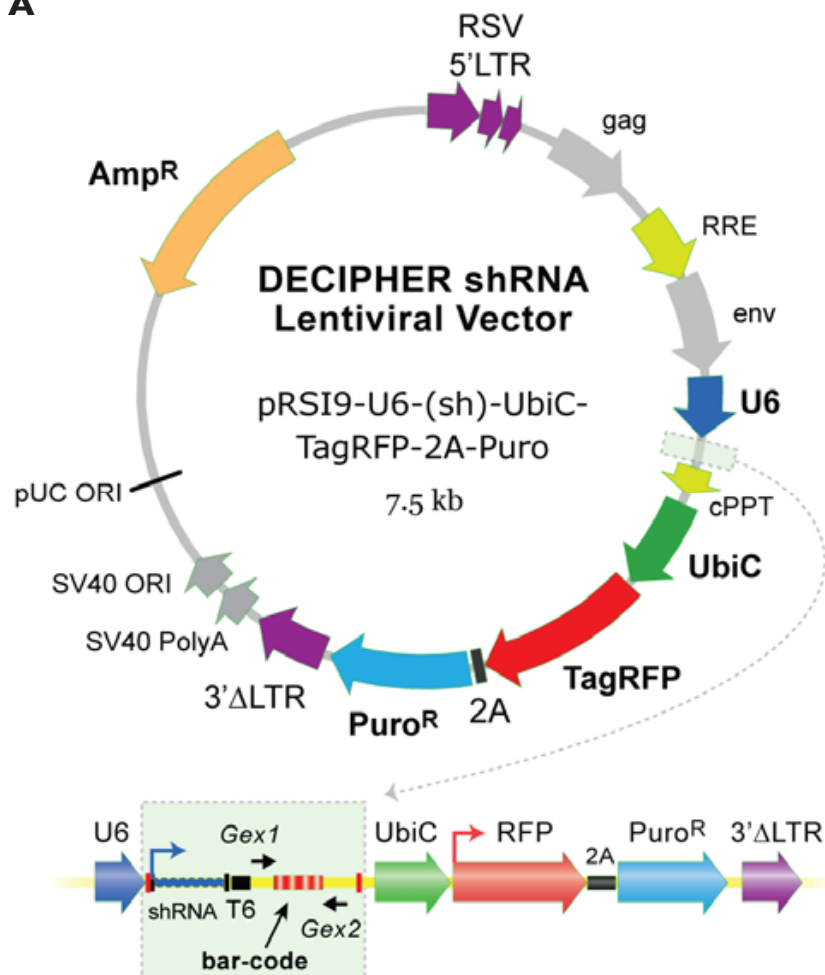 A
RSV
5'LTR
gag
AmpR
RRE
DECIPHER shRNA
Lentiviral Vector
env
pRSI9-U6-(sh)-UbiC-
TagRFP-2A-Puro
U6
7.5 kb
pUC ORI
cPPT
UbiC
SV40 ORI
SV40 PolyA
TagRFP
3'ΔLTR
PuroR
2A
U6
Gex1
UbiC
RFP
2A
PuroR
3'ΔLTR
shRNA
T6
Gex2
bar-code